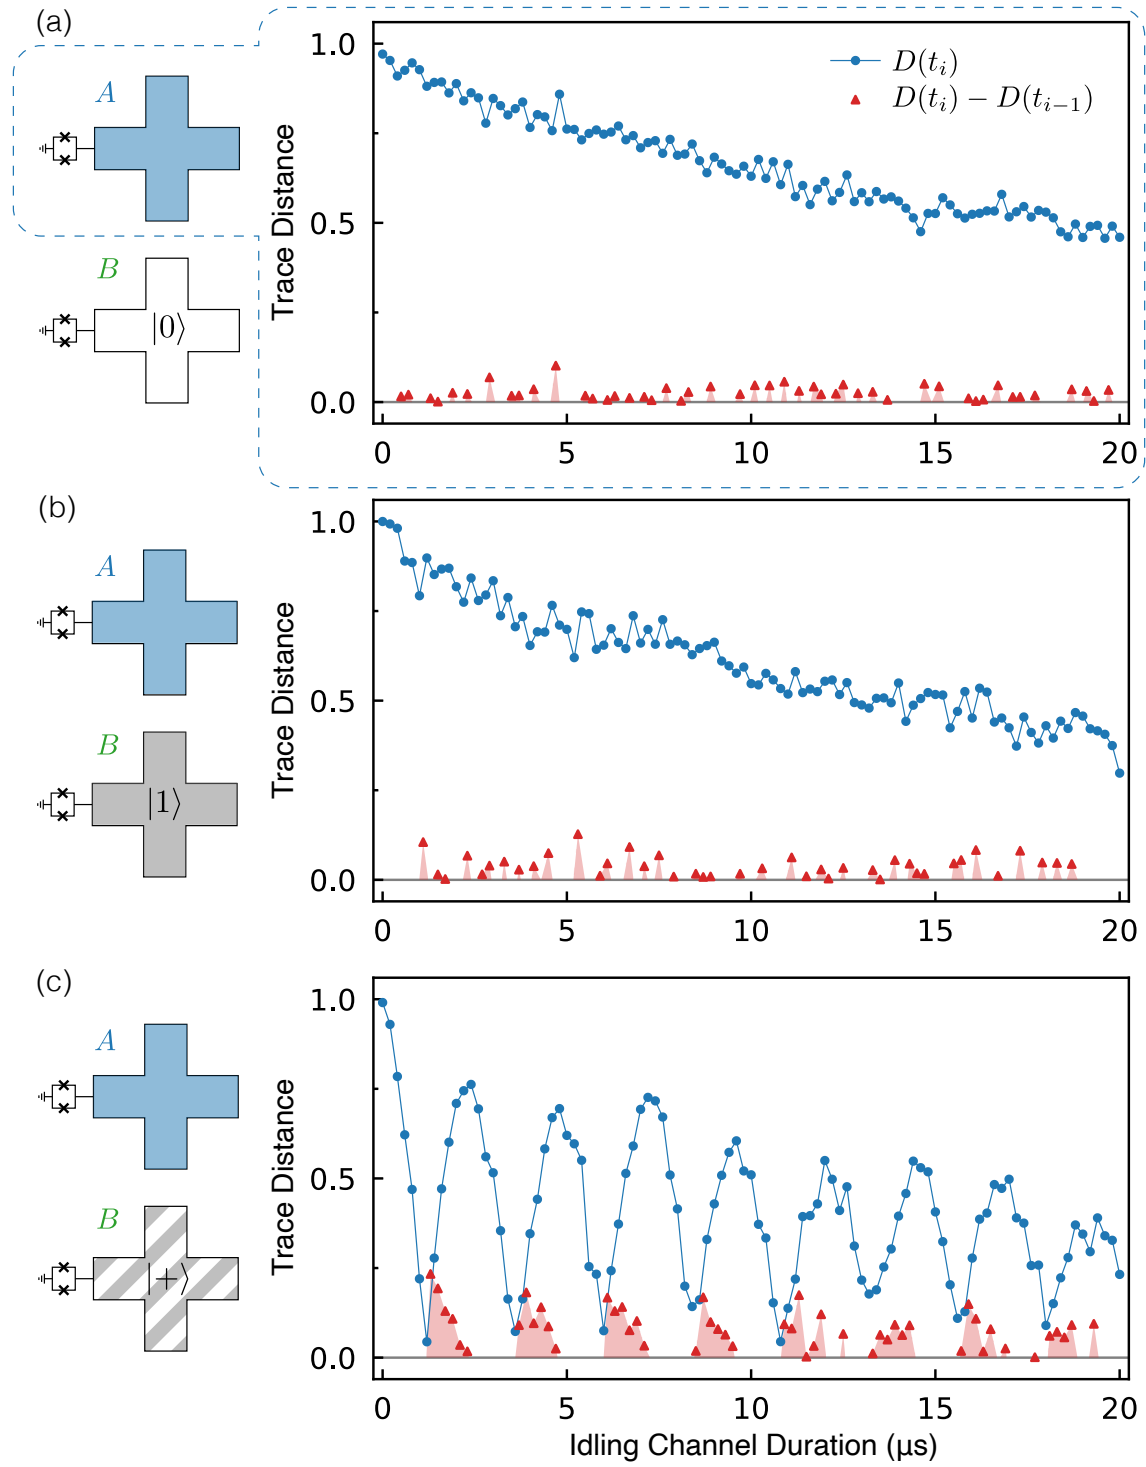 (a)
A
B
|0⟩
Trace Distance
1.0
0.5
0.0
D(t_i)
D(t_i) − D(t_{i−1})
0 5 10 15 20
(b)
A
B
|1⟩
Trace Distance
1.0
0.5
0.0
0 5 10 15 20
(c)
A
B
|+⟩
Trace Distance
1.0
0.5
0.0
0 5 10 15 20
Idling Channel Duration (μs)